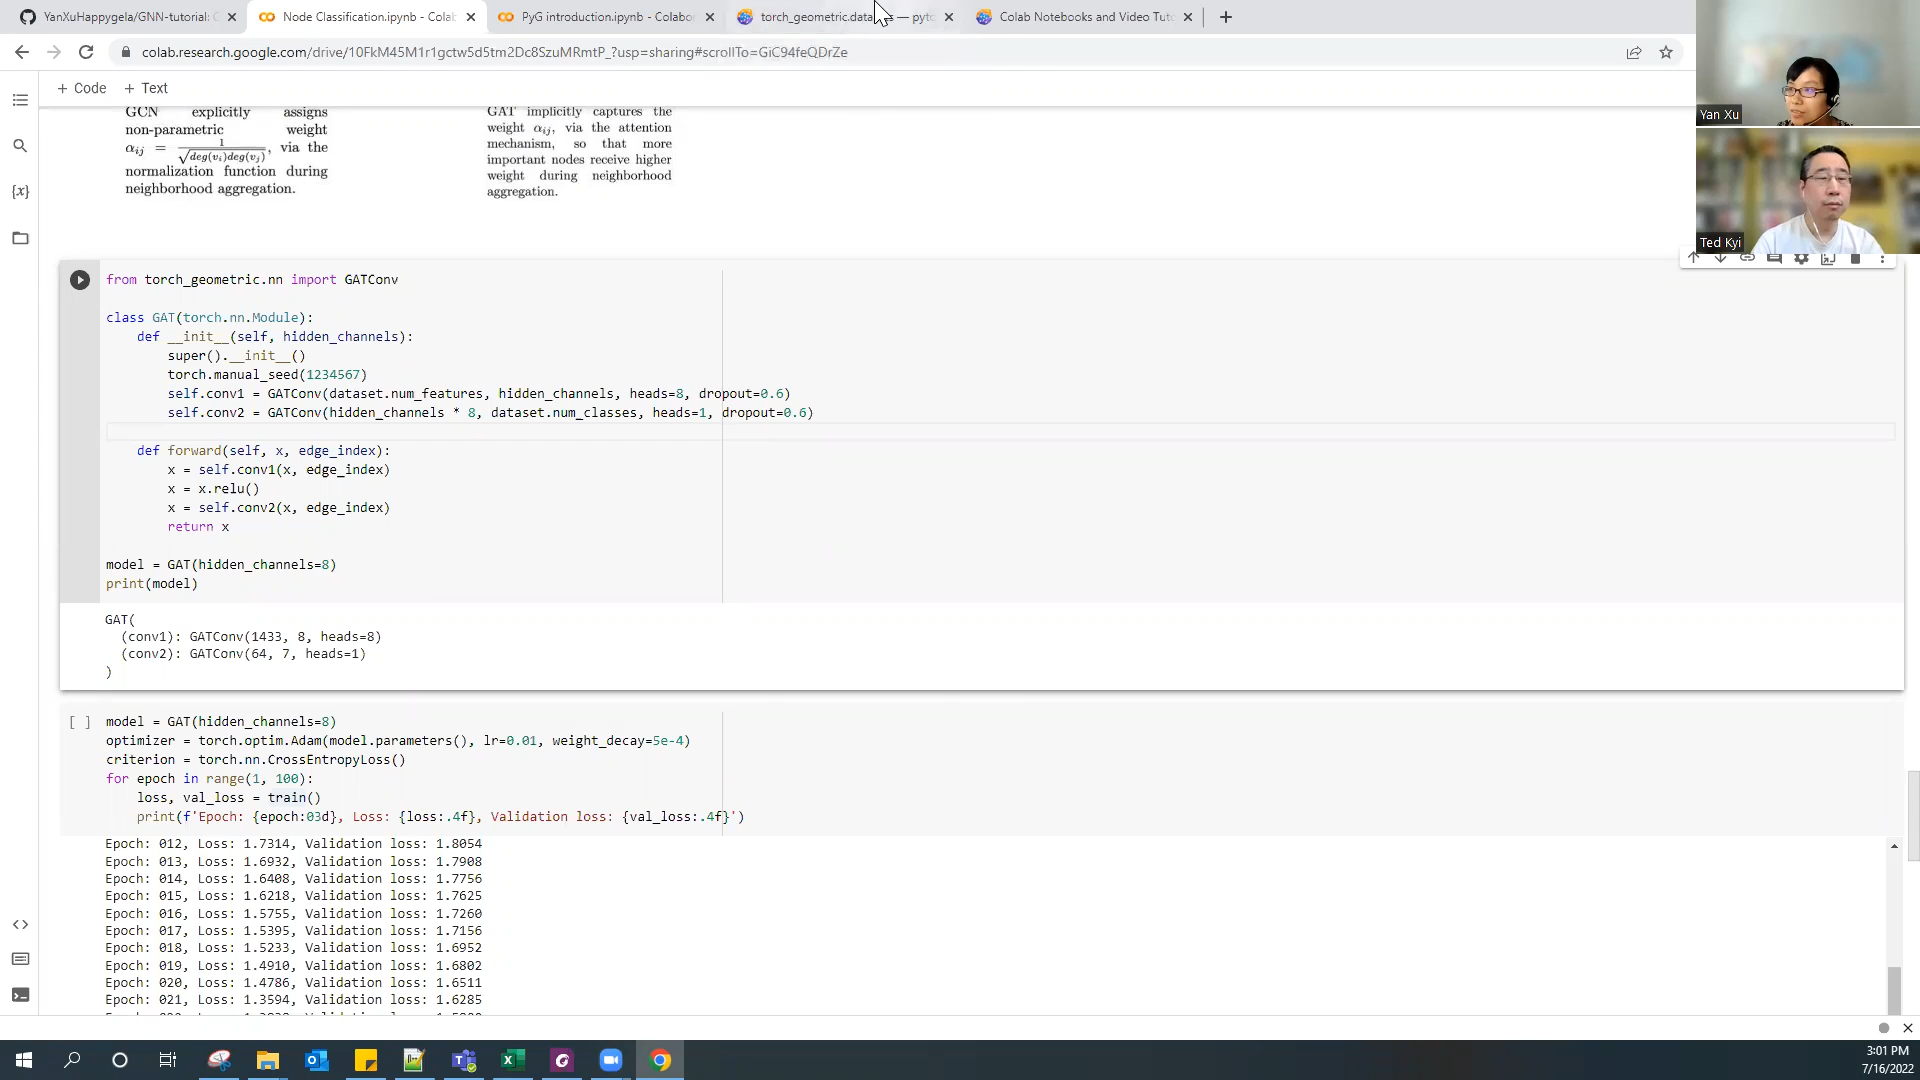 YanXuHappygela/GNN-tutorial:
Node Classification.ipynb - Colab
PyG introduction.ipynb - Colabor
torch_geometric.datasets — pyto
Colab Notebooks and Video Tuto
colab.research.google.com/drive/10FkM45M1r1gctw5d5tm2Dc8SzuMRmtP_?usp=sharing#scrollTo=GiC94feQDrZe
+ Code + Text
GCN explicitly assigns
non-parametric weight
αij = 1/√deg(vi)deg(vj), via the
normalization function during
neighborhood aggregation.
GAT implicitly captures the
weight αij, via the attention
mechanism, so that more
important nodes receive higher
weight during neighborhood
aggregation.
Yan Xu
Ted Kyi
from torch_geometric.nn import GATConv
class GAT(torch.nn.Module):
def __init__(self, hidden_channels):
super().__init__()
torch.manual_seed(1234567)
self.conv1 = GATConv(dataset.num_features, hidden_channels, heads=8, dropout=0.6)
self.conv2 = GATConv(hidden_channels * 8, dataset.num_classes, heads=1, dropout=0.6)
def forward(self, x, edge_index):
x = self.conv1(x, edge_index)
x = x.relu()
x = self.conv2(x, edge_index)
return x
model = GAT(hidden_channels=8)
print(model)
GAT(
(conv1): GATConv(1433, 8, heads=8)
(conv2): GATConv(64, 7, heads=1)
)
[ ] model = GAT(hidden_channels=8)
optimizer = torch.optim.Adam(model.parameters(), lr=0.01, weight_decay=5e-4)
criterion = torch.nn.CrossEntropyLoss()
for epoch in range(1, 100):
loss, val_loss = train()
print(f'Epoch: {epoch:03d}, Loss: {loss:.4f}, Validation loss: {val_loss:.4f}')
Epoch: 012, Loss: 1.7314, Validation loss: 1.8054
Epoch: 013, Loss: 1.6932, Validation loss: 1.7908
Epoch: 014, Loss: 1.6408, Validation loss: 1.7756
Epoch: 015, Loss: 1.6218, Validation loss: 1.7625
Epoch: 016, Loss: 1.5755, Validation loss: 1.7260
Epoch: 017, Loss: 1.5395, Validation loss: 1.7156
Epoch: 018, Loss: 1.5233, Validation loss: 1.6952
Epoch: 019, Loss: 1.4910, Validation loss: 1.6802
Epoch: 020, Loss: 1.4786, Validation loss: 1.6511
Epoch: 021, Loss: 1.3594, Validation loss: 1.6285
3:01 PM
7/16/2022